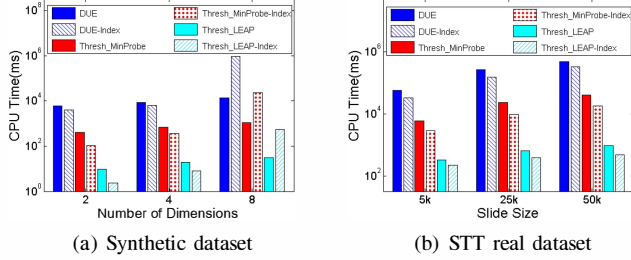 DUE
DUE-Index
Thresh_MinProbe
Thresh_MinProbe-Index
Thresh_LEAP
Thresh_LEAP-Index
CPU Time(ms)
10^8
10^6
10^4
10^2
10^0
2 4 8
Number of Dimensions
(a) Synthetic dataset
DUE
DUE-Index
Thresh_MinProbe
Thresh_MinProbe-Index
Thresh_LEAP
Thresh_LEAP-Index
CPU Time(ms)
10^6
10^4
10^2
5k 25k 50k
Slide Size
(b) STT real dataset